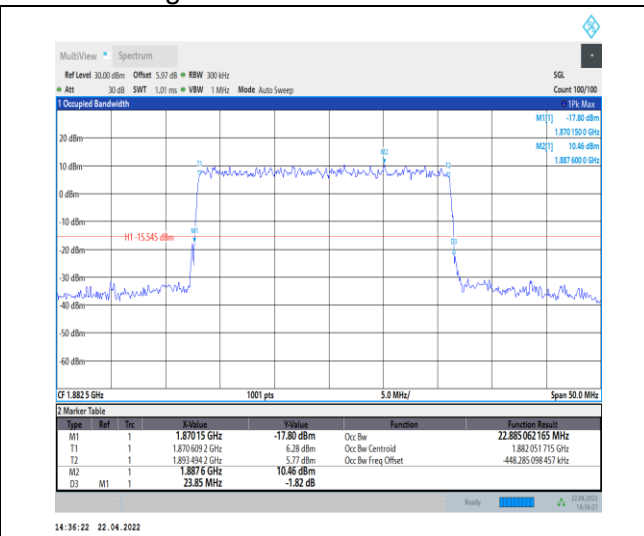 MultiView Spectrum
Ref Level 30.00 dBm Offset 5.97 dB RBW 300 kHz SGL
Att 30 dB SWT 1.01 ms VBW 1 MHz Mode Auto Sweep Count 100/100
1 Occupied Bandwidth 1Pk Max
M1[1] -17.80 dBm
1.870 150 0 GHz
M2[1] 10.46 dBm
1.887 600 0 GHz
20 dBm
M2
T1 T2
10 dBm
0 dBm
-10 dBm
M1
H1 -15.545 dBm
D3
-20 dBm
-30 dBm
-40 dBm
-50 dBm
-60 dBm
CF 1.882 5 GHz 1001 pts 5.0 MHz/ Span 50.0 MHz
2 Marker Table
Type Ref Trc X-Value Y-Value Function Function Result
M1 1 1.870 15 GHz -17.80 dBm Occ Bw 22.885 062 165 MHz
T1 1 1.870 609 2 GHz 6.28 dBm Occ Bw Centroid 1.882 051 715 GHz
T2 1 1.893 494 2 GHz 5.77 dBm Occ Bw Freq Offset -448.285 098 457 kHz
M2 1 1.887 6 GHz 10.46 dBm
D3 M1 1 23.85 MHz -1.82 dB
Ready 22.04.2022
14:36:21
14:36:22 22.04.2022